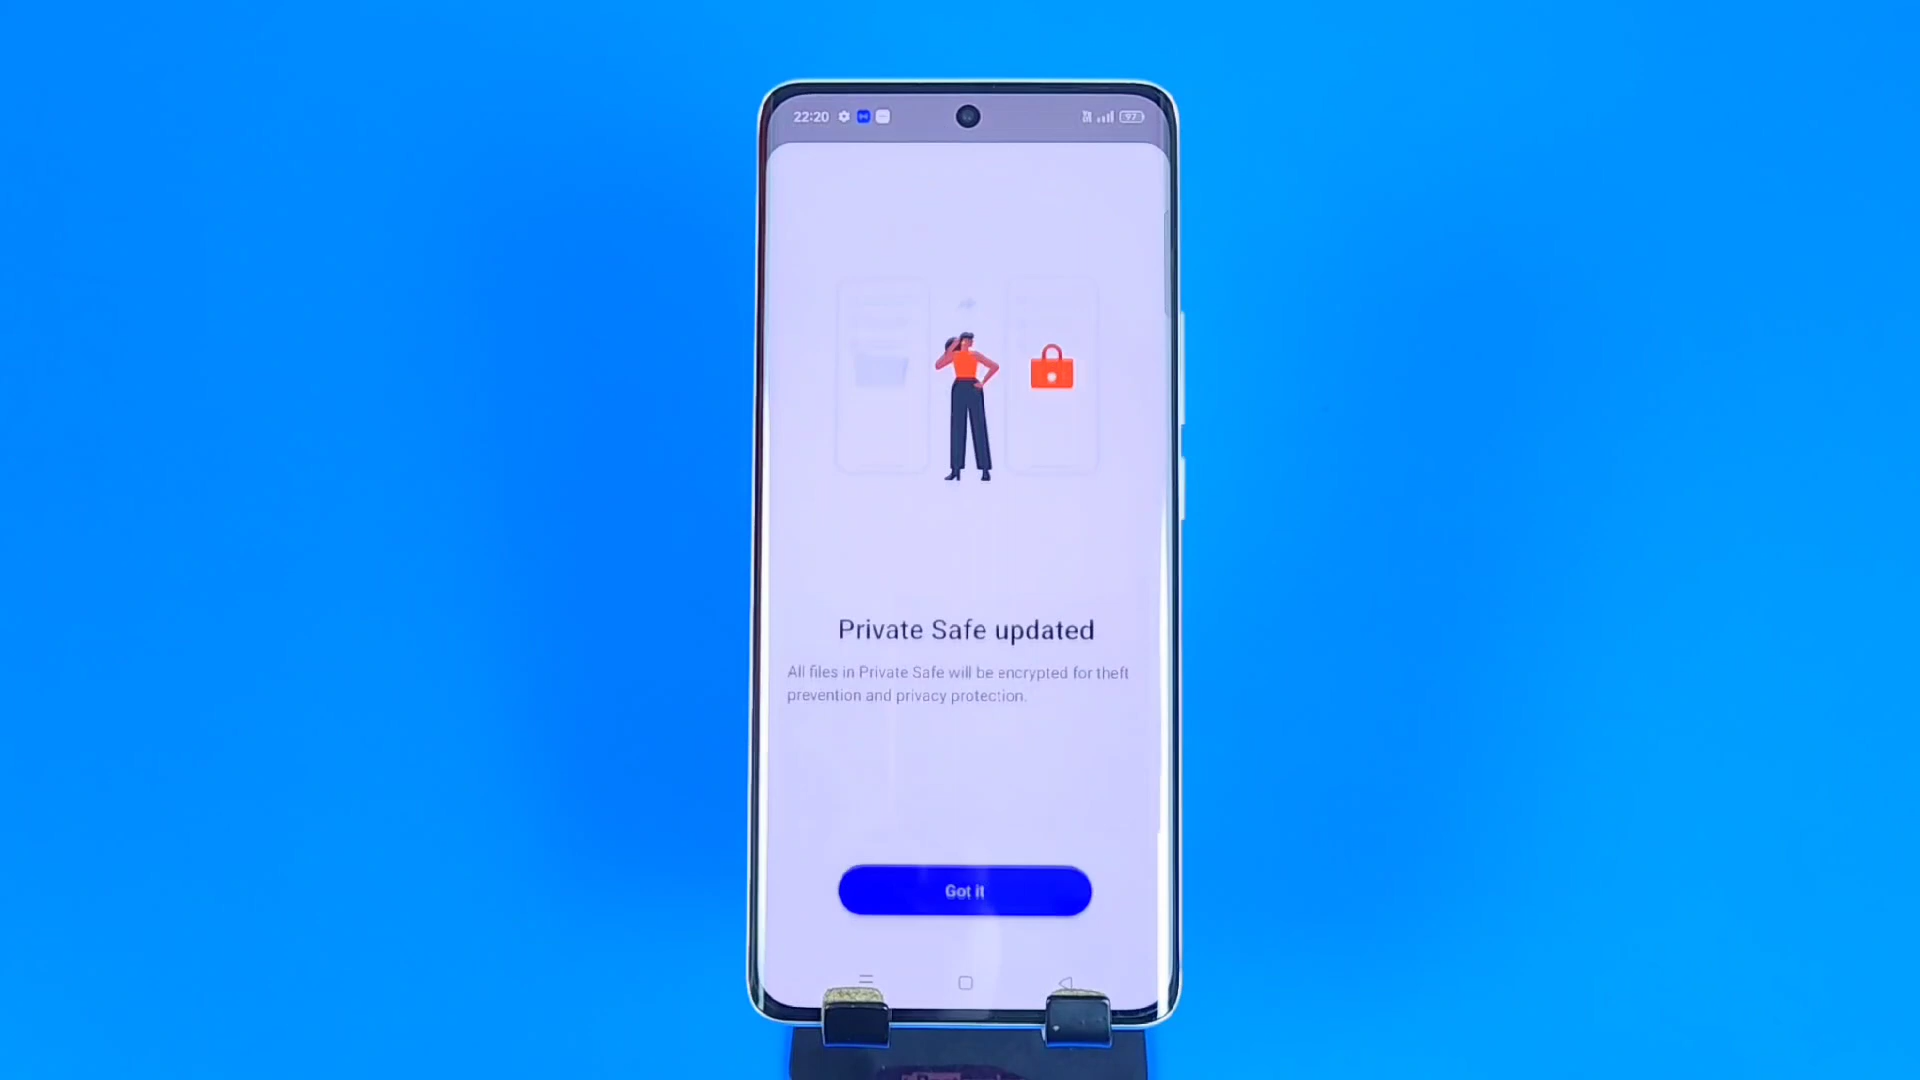 22:20
97
Private Safe updated
All files in Private Safe will be encrypted for theft
prevention and privacy protection.
Got it